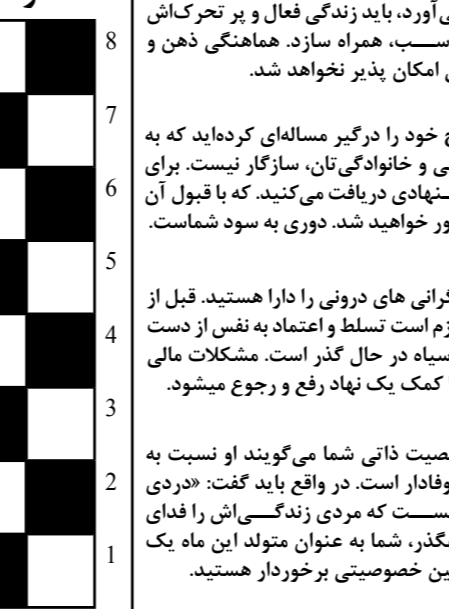 ر
8
7
6
5
4
3
2
1
ی‌آورد، باید زندگی فعال و پر تحرک‌اش
ـســـب، همراه سازد. هماهنگی ذهن و
امکان پذیر نخواهد شد.
خود را درگیر مساله‌ای کرده‌اید که به
ی و خانوادگی‌تان، سازگار نیست. برای
ـنهادی دریافت می‌کنید. که با قبول آن
ور خواهید شد. دوری به سود شماست.
گرانی های درونی را دارا هستید. قبل از
زم است تسلط و اعتماد به نفس از دست
سیاه در حال گذر است. مشکلات مالی
کمک یک نهاد رفع و رجوع میشود.
صیت ذاتی شما می‌گویند او نسبت به
وفادار است. در واقع باید گفت: «دردی
ـســـت که مردی زندگـــی‌اش را فدای
ـگذر، شما به عنوان متولد این ماه یک
ین خصوصیتی برخوردار هستید.